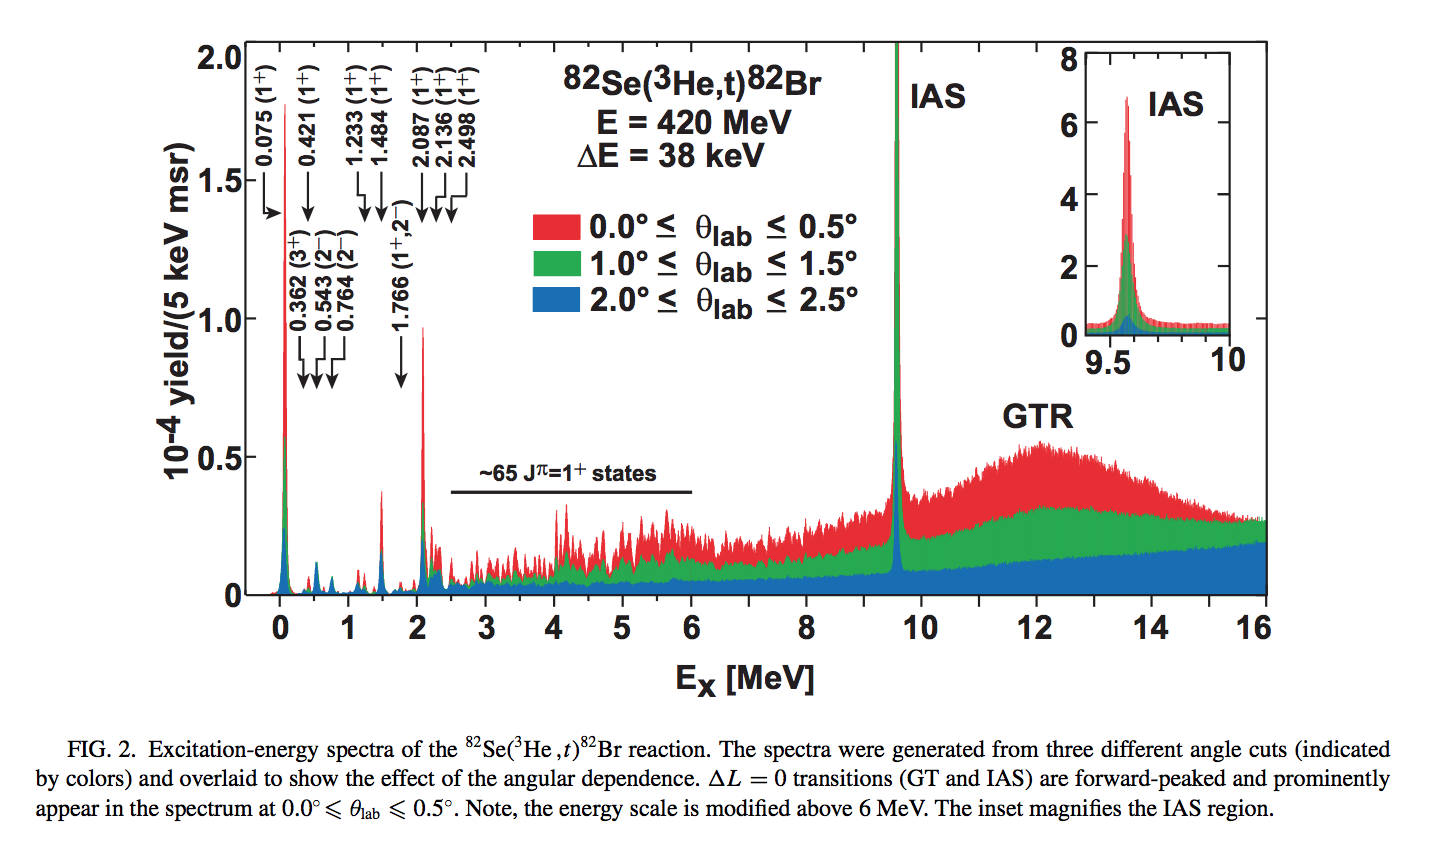 2.0
1.5
1.0
0.5
0
10-4 yield/(5 keV msr)
0.075 (1+)
0.421 (1+)
1.233 (1+)
1.484 (1+)
2.087 (1+)
2.136 (1+)
2.498 (1+)
0.362 (3+)
0.543 (2−)
0.764 (2−)
1.766 (1+,2−)
82Se(3He,t)82Br
E = 420 MeV
ΔE = 38 keV
0.0° ≤ θlab ≤ 0.5°
1.0° ≤ θlab ≤ 1.5°
2.0° ≤ θlab ≤ 2.5°
~65 Jπ=1+ states
IAS
GTR
8
6
4
2
0
IAS
9.5 10
0 1 2 3 4 5 6 8 10 12 14 16
Ex [MeV]
FIG. 2. Excitation-energy spectra of the 82Se(3He,t)82Br reaction. The spectra were generated from three different angle cuts (indicated
by colors) and overlaid to show the effect of the angular dependence. ΔL = 0 transitions (GT and IAS) are forward-peaked and prominently
appear in the spectrum at 0.0° ⩽ θlab ⩽ 0.5°. Note, the energy scale is modified above 6 MeV. The inset magnifies the IAS region.